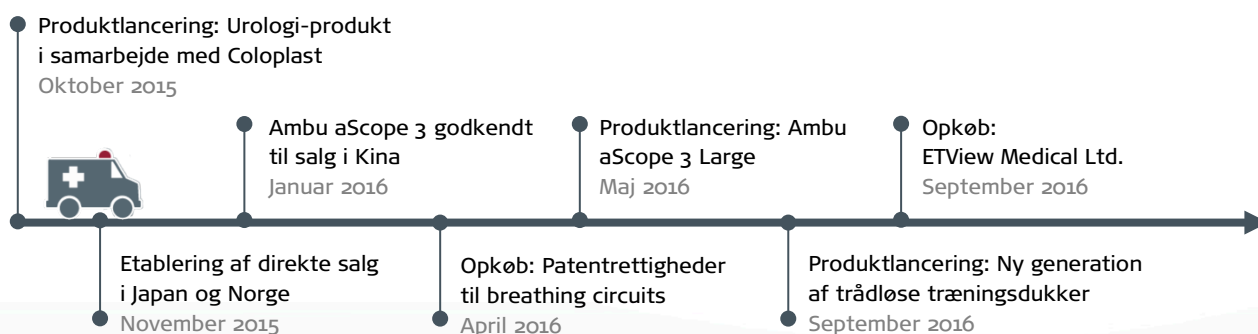 Produktlancering: Urologi-produkt
i samarbejde med Coloplast
Oktober 2015
Ambu aScope 3 godkendt
til salg i Kina
Januar 2016
Produktlancering: Ambu
aScope 3 Large
Maj 2016
Opkøb:
ETView Medical Ltd.
September 2016
Etablering af direkte salg
i Japan og Norge
November 2015
Opkøb: Patentrettigheder
til breathing circuits
April 2016
Produktlancering: Ny generation
af trådløse træningsdukker
September 2016